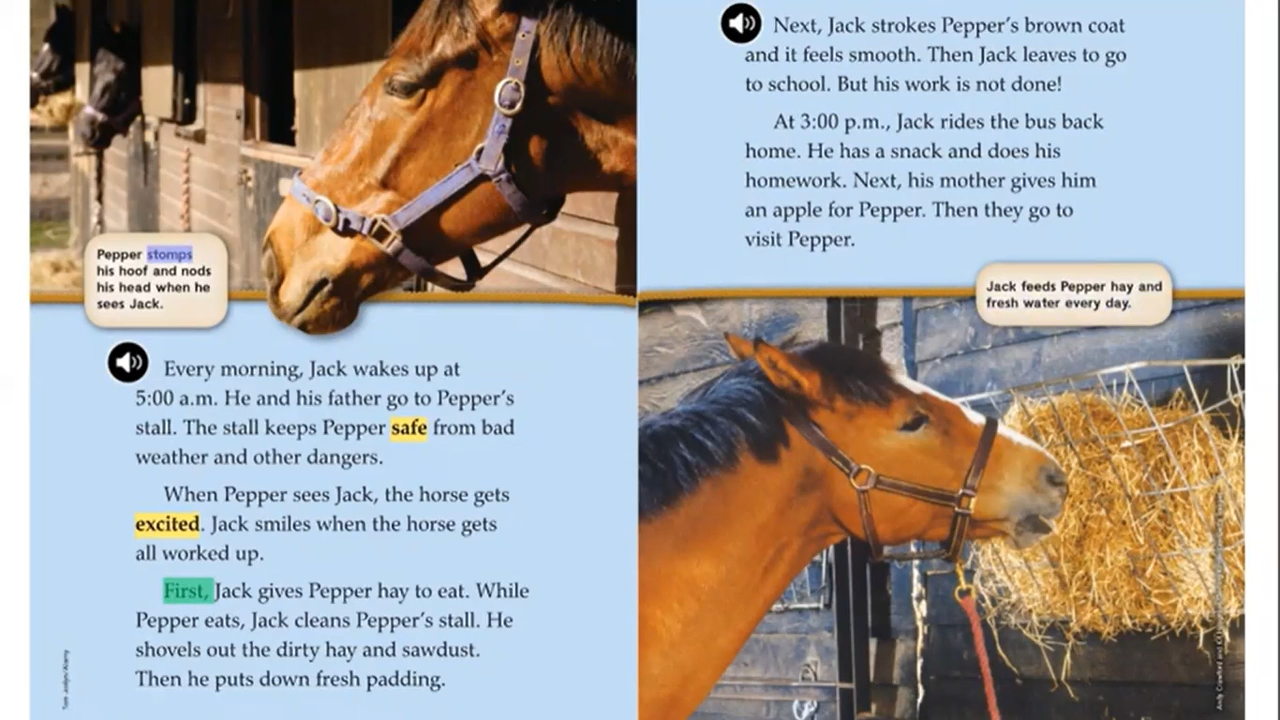 Pepper stomps
his hoof and nods
his head when he
sees Jack.
Every morning, Jack wakes up at
5:00 a.m. He and his father go to Pepper's
stall. The stall keeps Pepper safe from bad
weather and other dangers.
When Pepper sees Jack, the horse gets
excited. Jack smiles when the horse gets
all worked up.
First, Jack gives Pepper hay to eat. While
Pepper eats, Jack cleans Pepper's stall. He
shovels out the dirty hay and sawdust.
Then he puts down fresh padding.
Next, Jack strokes Pepper's brown coat
and it feels smooth. Then Jack leaves to go
to school. But his work is not done!
At 3:00 p.m., Jack rides the bus back
home. He has a snack and does his
homework. Next, his mother gives him
an apple for Pepper. Then they go to
visit Pepper.
Jack feeds Pepper hay and
fresh water every day.